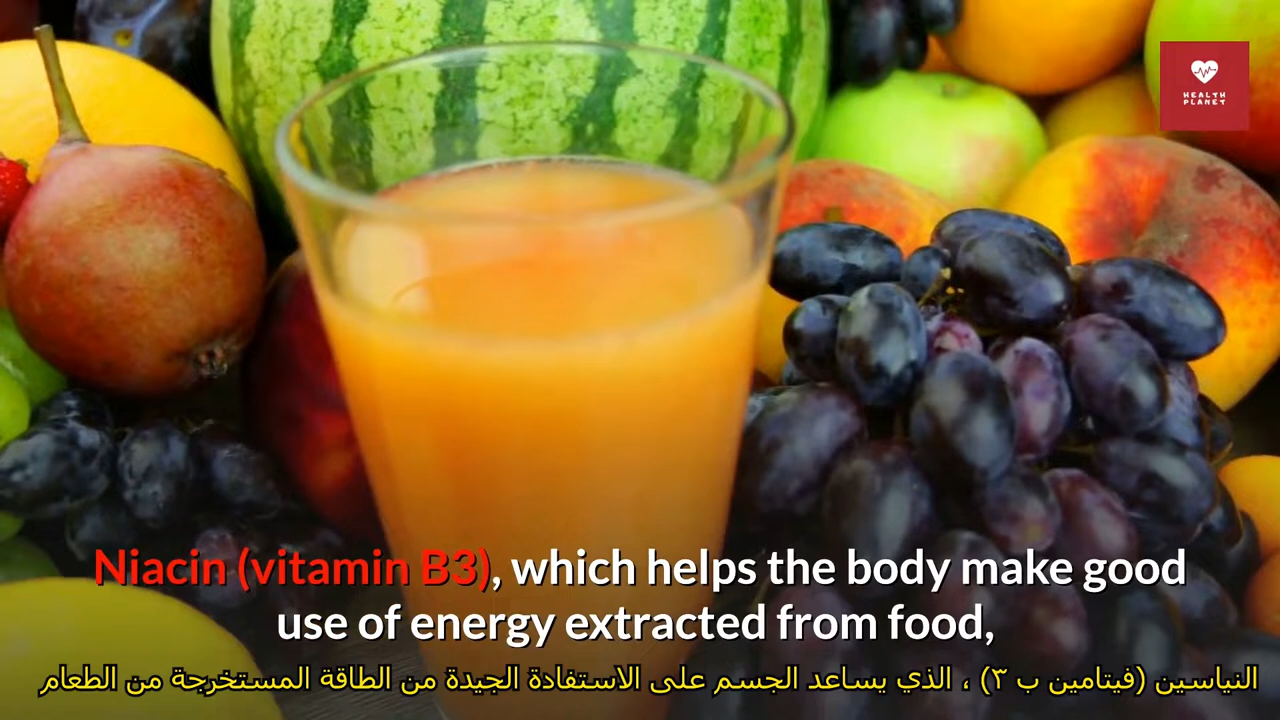 HEALTH
PLANET
Niacin (vitamin B3), which helps the body make good
use of energy extracted from food,
النياسين (فيتامين ب ٣) ، الذي يساعد الجسم على الاستفادة الجيدة من الطاقة المستخرجة من الطعام